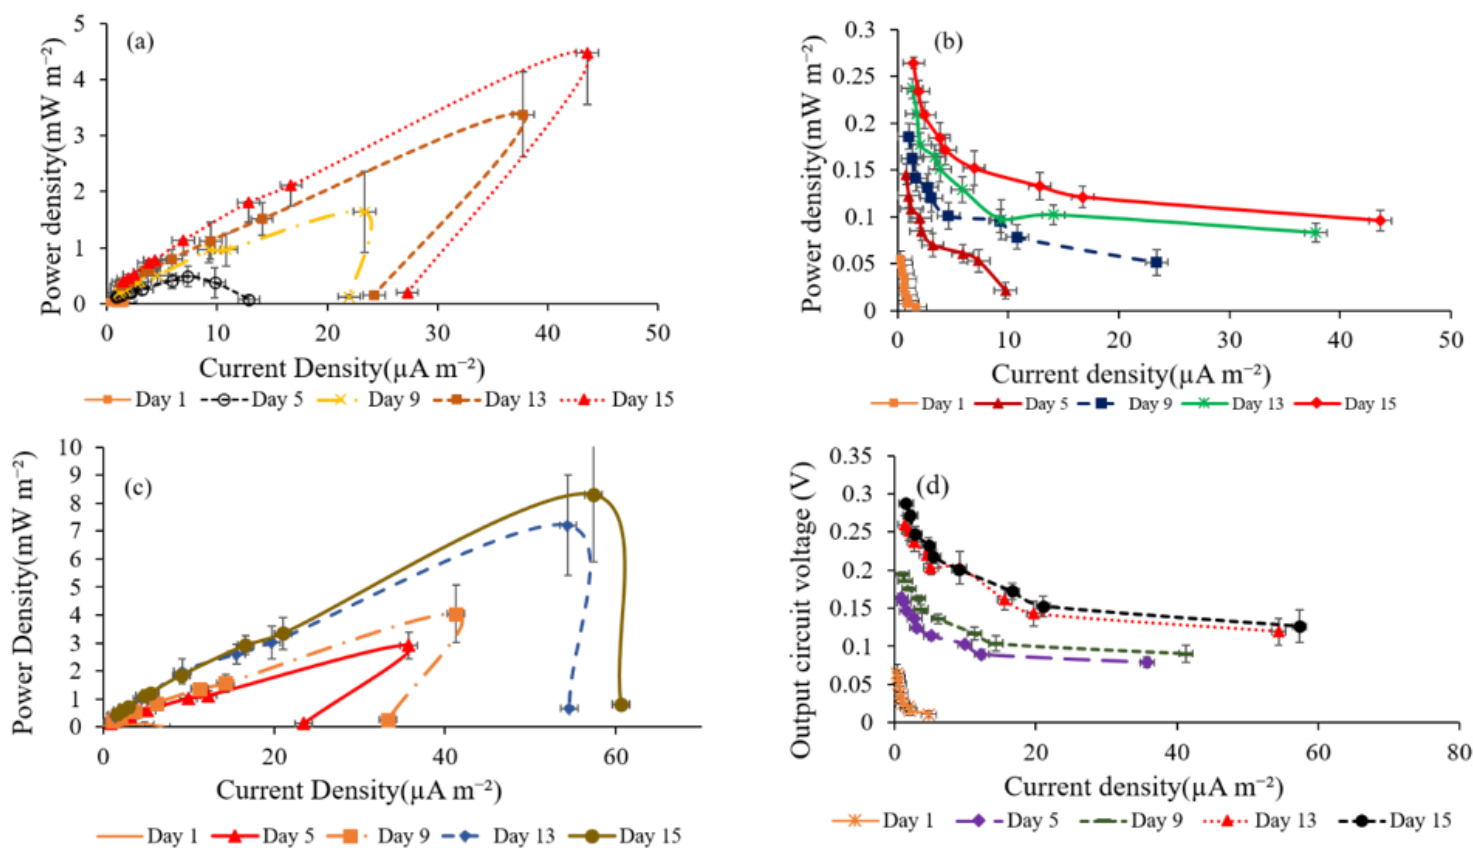 (a)
Power density(mW m⁻²)
5
4
3
2
1
0
0 10 20 30 40 50
Current Density(µA m⁻²)
Day 1 Day 5 Day 9 Day 13 Day 15
(b)
Power density(mW m⁻²)
0.3
0.25
0.2
0.15
0.1
0.05
0
0 10 20 30 40 50
Current density(µA m⁻²)
Day 1 Day 5 Day 9 Day 13 Day 15
(c)
Power Density(mW m⁻²)
10
9
8
7
6
5
4
3
2
1
0
0 20 40 60
Current Density(µA m⁻²)
Day 1 Day 5 Day 9 Day 13 Day 15
(d)
Output circuit voltage (V)
0.35
0.3
0.25
0.2
0.15
0.1
0.05
0
0 20 40 60 80
Current density(µA m⁻²)
Day 1 Day 5 Day 9 Day 13 Day 15